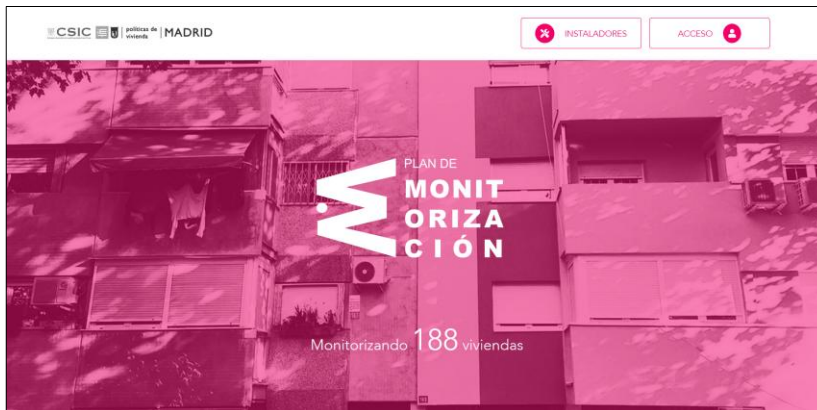 CSIC
políticas de
vivienda
MADRID
INSTALADORES
ACCESO
PLAN DE
MONIT
ORIZA
CIÓN
Monitorizando 188 viviendas